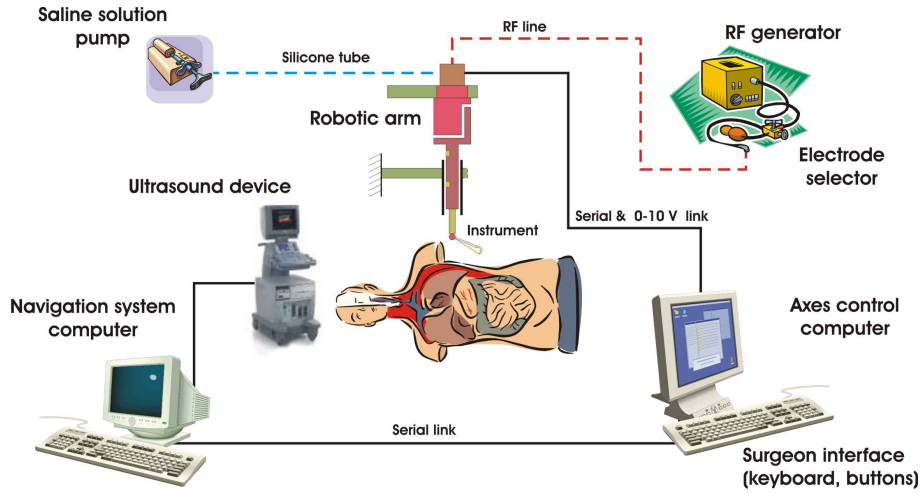 Saline solution
pump
Silicone tube
RF line
RF generator
Robotic arm
Electrode
selector
Ultrasound device
Serial & 0-10 V link
Instrument
Navigation system
computer
Axes control
computer
Serial link
Surgeon interface
(keyboard, buttons)